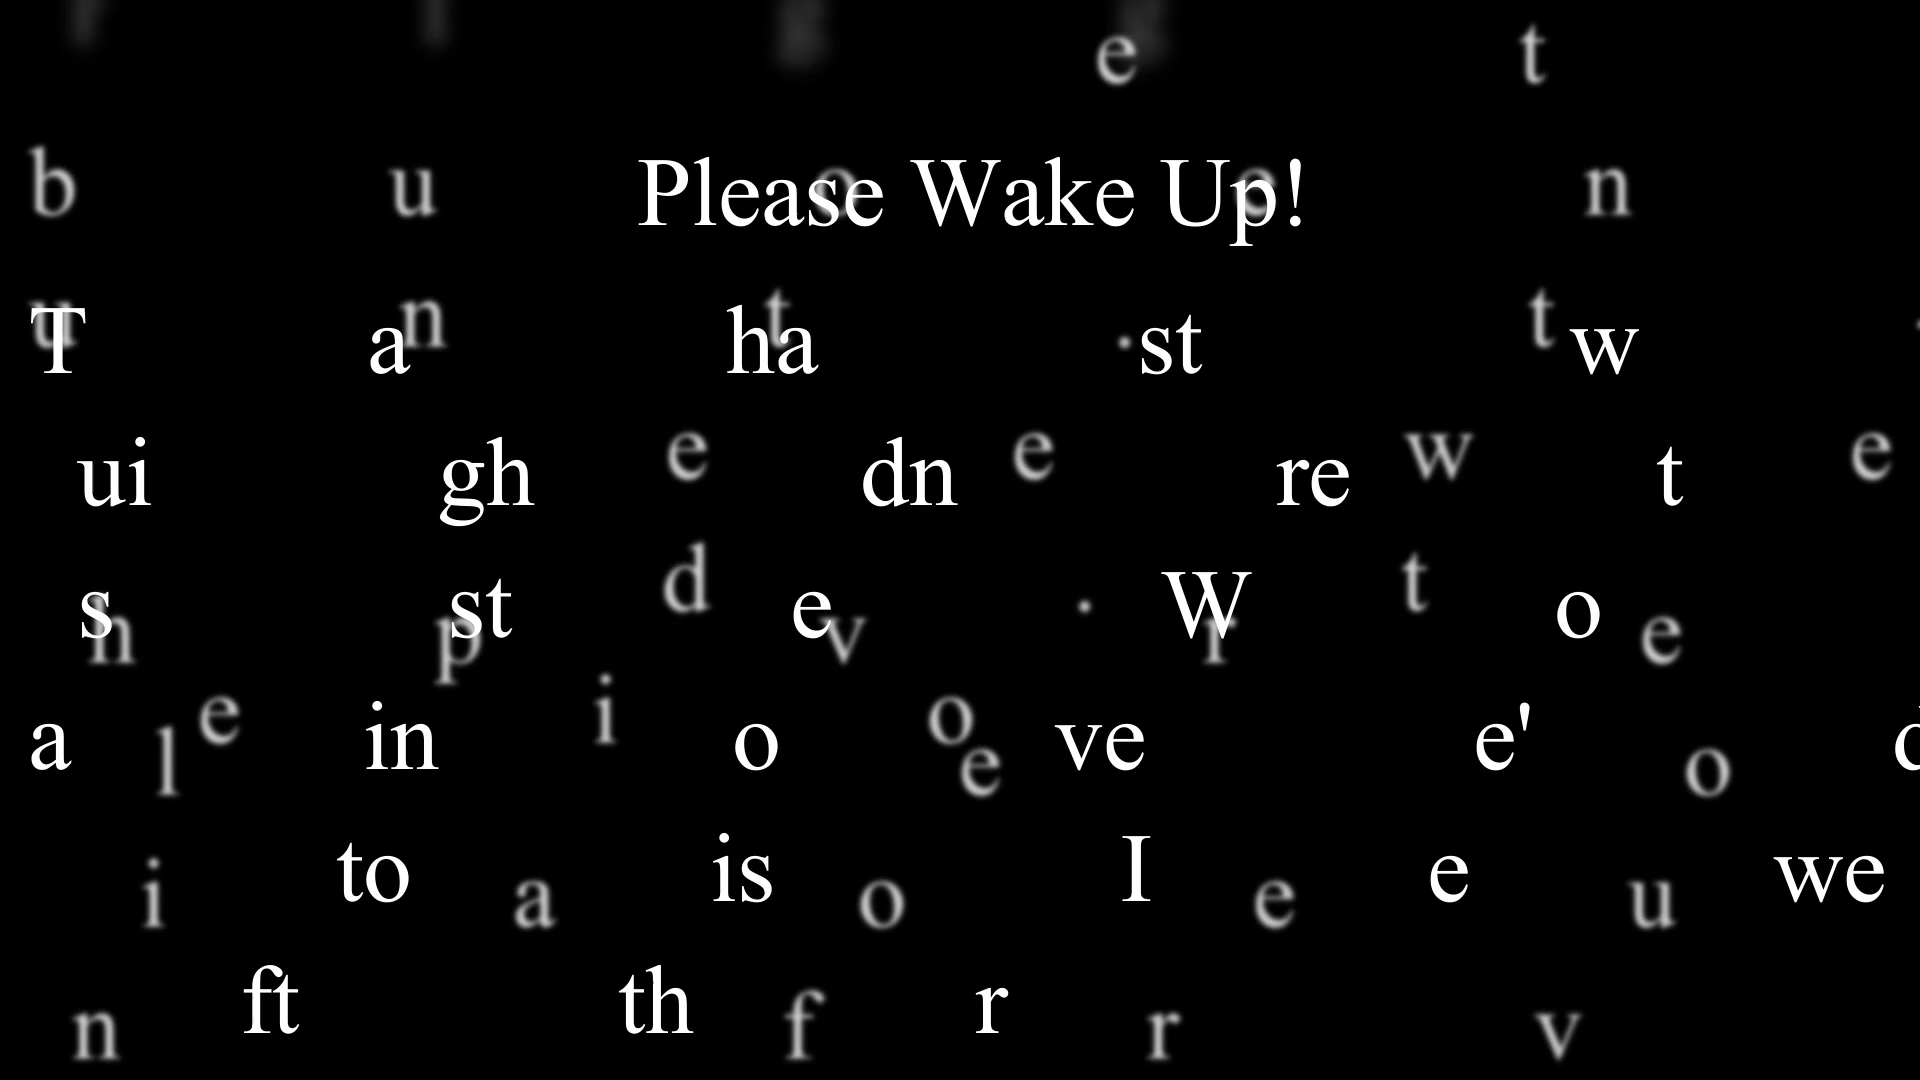 e t
Please Wake Up!
b u o e n
T a ha st w
u n t · t
ui gh dn re t
e e w e
s st e W o
d · t
n p v r e
a in o ve e'
e i o
l e o
to is I e we
i a o e u
ft th r
n f r v